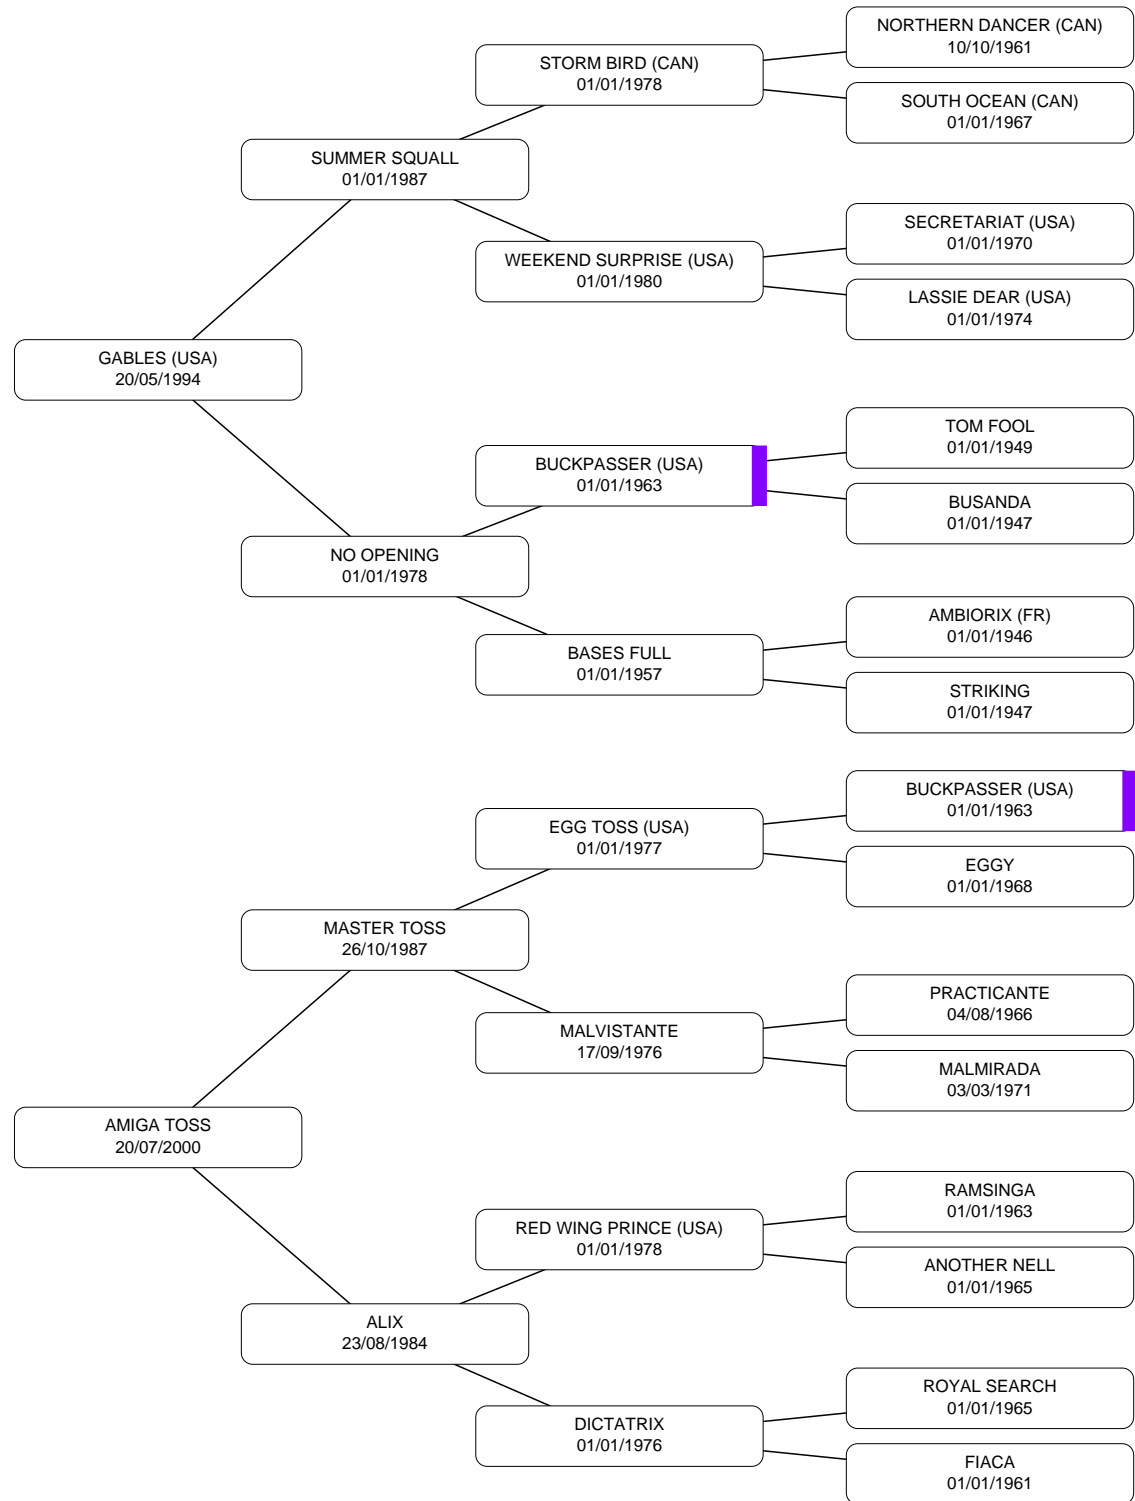 NORTHERN DANCER (CAN)
10/10/1961
STORM BIRD (CAN)
01/01/1978
SOUTH OCEAN (CAN)
01/01/1967
SUMMER SQUALL
01/01/1987
SECRETARIAT (USA)
01/01/1970
WEEKEND SURPRISE (USA)
01/01/1980
LASSIE DEAR (USA)
01/01/1974
GABLES (USA)
20/05/1994
TOM FOOL
01/01/1949
BUCKPASSER (USA)
01/01/1963
BUSANDA
01/01/1947
NO OPENING
01/01/1978
AMBIORIX (FR)
01/01/1946
BASES FULL
01/01/1957
STRIKING
01/01/1947
BUCKPASSER (USA)
01/01/1963
EGG TOSS (USA)
01/01/1977
EGGY
01/01/1968
MASTER TOSS
26/10/1987
PRACTICANTE
04/08/1966
MALVISTANTE
17/09/1976
MALMIRADA
03/03/1971
AMIGA TOSS
20/07/2000
RAMSINGA
01/01/1963
RED WING PRINCE (USA)
01/01/1978
ANOTHER NELL
01/01/1965
ALIX
23/08/1984
ROYAL SEARCH
01/01/1965
DICTATRIX
01/01/1976
FIACA
01/01/1961